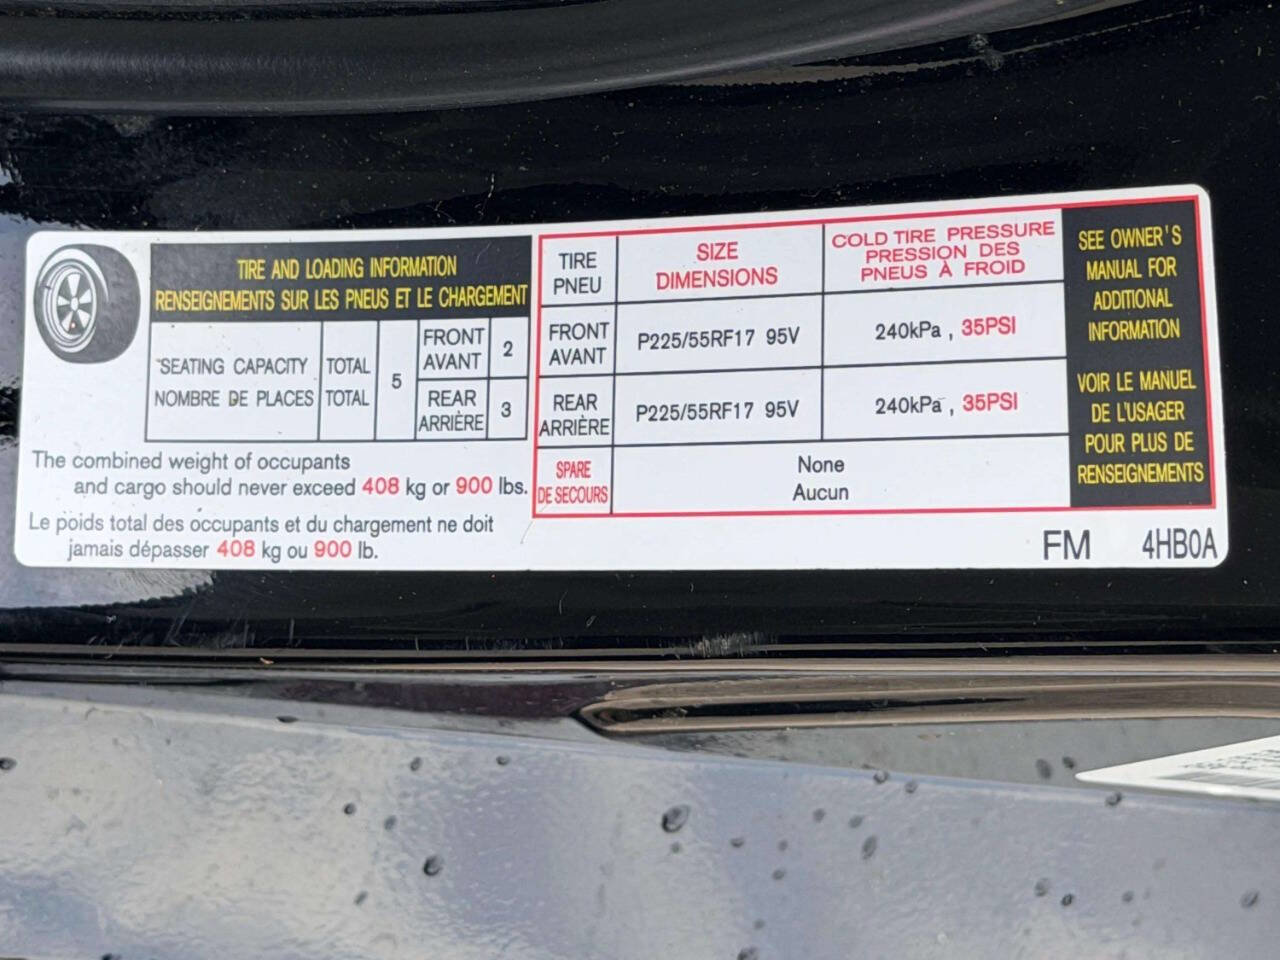 TIRE AND LOADING INFORMATION
RENSEIGNEMENTS SUR LES PNEUS ET LE CHARGEMENT
SEATING CAPACITY
NOMBRE DE PLACES
TOTAL
TOTAL
5
FRONT
AVANT
2
REAR
ARRIÈRE
3
The combined weight of occupants
and cargo should never exceed 408 kg or 900 lbs.
Le poids total des occupants et du chargement ne doit
jamais dépasser 408 kg ou 900 lb.
TIRE
PNEU
SIZE
DIMENSIONS
COLD TIRE PRESSURE
PRESSION DES
PNEUS À FROID
FRONT
AVANT
P225/55RF17 95V
240kPa , 35PSI
REAR
ARRIÈRE
P225/55RF17 95V
240kPa , 35PSI
SPARE
DE SECOURS
None
Aucun
SEE OWNER'S
MANUAL FOR
ADDITIONAL
INFORMATION
VOIR LE MANUEL
DE L'USAGER
POUR PLUS DE
RENSEIGNEMENTS
FM 4HB0A